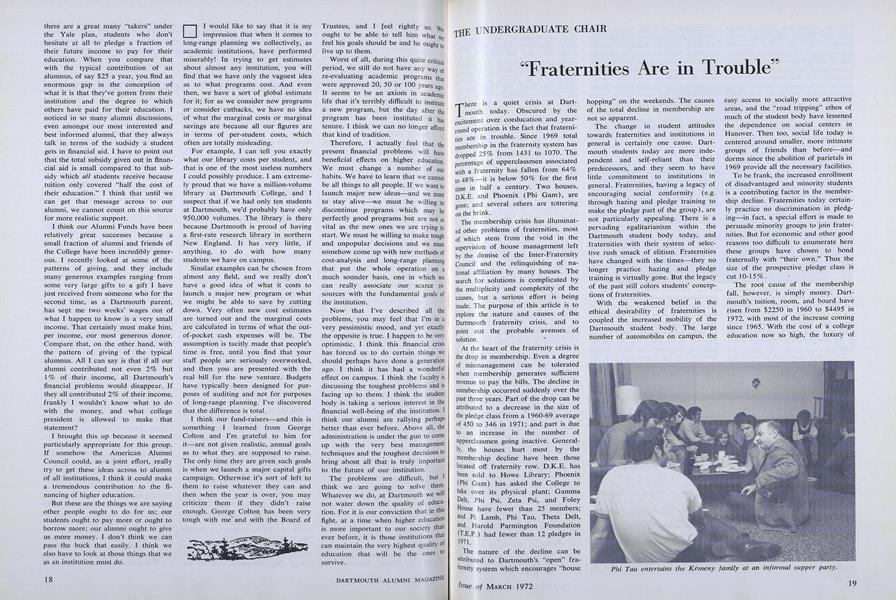 there are a great many "takers" under
the Yale plan, students who don't
hesitate at all to pledge a fraction of
their future income to pay for their
education. When you compare that
with the typical contribution of an
alumnus, of say $25 a year, you find an
enormous gap in the conception of
what it is that they've gotten from their
institution and the degree to which
others have paid for their education. I
noticed in so many alumni discussions,
even amongst our most interested and
best informed alumni, that they always
talk in terms of the subsidy a student
gets in financial aid. I have to point out
that the total subsidy given out in finan-
cial aid is small compared to that sub-
sidy which all students receive because
tuition only covered "half the cost of
their education." I think that until we
can get that message across to our
alumni, we cannot count on this source
for more realistic support.
I think our Alumni Funds have been
relatively great successes because a
small fraction of alumni and friends of
the College have been incredibly gener-
ous. I recently looked at some of the
patterns of giving, and they include
many generous examples ranging from
some very large gifts to a gift I have
just received from someone who for the
second time, as a Dartmouth parent,
has sent me two weeks' wages out of
what I happen to know is a very small
income. That certainly must make him,
per income, our most generous donor.
Compare that, on the other hand, with
the pattern of giving of the typical
alumnus. All I can say is that if all our
alumni contributed not even 2% but
1% of their income, all Dartmouth's
financial problems would disappear. If
they all contributed 2% of their income,
frankly I wouldn't know what to do
with the money, and what college
president is allowed to make that
statement?
I brought this up because it seemed
particularly appropriate for this group.
If somehow the American Alumni
Council could, as a joint effort, really
try to get these ideas across to alumni
of all institutions, I think it could make
a tremendous contribution to the fi-
nancing of higher education.
But these are the things we are saying
other people ought to do for us; our
students ought to pay more or ought to
borrow more; our alumni ought to give
us more money. I don't think we can
pass the buck that easily. I think we
also have to look at those things that we
as an institution must do.
I would like to say that it is my
impression that when it comes to
long-range planning we collectively, as
academic institutions, have performed
miserably! In trying to get estimates
about almost any institution, you will
find that we have only the vaguest idea
as to what programs cost. And even
then, we have a sort of global estimate
for it; for as we consider new programs
or consider cutbacks, we have no idea
of what the marginal costs or marginal
savings are because all our figures are
in terms of per-student costs, which
often are totally misleading.
For example, I can tell you exactly
what our library costs per student, and
that is one of the most useless numbers
I could possibly produce. I am extreme-
ly proud that we have a million-volume
library at Dartmouth College, and I
suspect that if we had only ten students
at Dartmouth, we'd probably have only
950,000 volumes. The library is there
because Dartmouth is proud of having
a first-rate research library in northern
New England. It has very little, if
anything, to do with how many
students we have on campus.
Similar examples can be chosen from
almost any field, and we really don't
have a good idea of what it costs to
launch a major new program or what
we might be able to save by cutting
down. Very often new cost estimates
are turned out and the marginal costs
are calculated in terms of what the out-
of-pocket cash expenses will be. The
assumption is tacitly made that people's
time is free, until you find that your
staff people are seriously overworked,
and then you are presented with the
real bill for the new venture. Budgets
have typically been designed for pur-
poses of auditing and not for purposes
of long-range planning. I've discovered
that the difference is total.
I think our fund-raisers—and this is
something I learned from George
Colton and I'm grateful to him for
it—are not given realistic, annual goals
as to what they are supposed to raise.
The only time they are given such goals
is when we launch a major capital gifts
campaign. Otherwise it's sort of left to
them to raise whatever they can and
then when the year is over, you may
criticize them if they didn't raise
enough. George Colton has been very
tough with me and with the Board of
Trustees, and I feel rightly so. We
ought to be able to tell him what we
feel his goals should be and he ought to
live up to them.
Worst of all, during this quite critical
period, we still do not have any way of
re-evaluating academic programs that
were approved 20, 50 or 100 years ago.
It seems to be an axiom in academic
life that it's terribly difficult to institute
a new program, but the day after the
program has been instituted it has
tenure. I think we can no longer afford
that kind of tradition.
Therefore, I actually feel that the
present financial problems will have
beneficial effects on higher education.
We must change a number of our
habits. We have to learn that we cannot
be all things to all people. If we want to
launch major new ideas—and we must
to stay alive—we must be willing to
discontinue programs which may be
perfectly good programs but are not as
vital as the new ones we are trying to
start. We must be willing to make tough
and unpopular decisions and we must
somehow come up with new methods of
cost-analysis and long-range planning
that put the whole operation on a
much sounder basis, one in which we
can really associate our scarce re-
sources with the fundamental goals of
the institution.
Now that I've described all the
problems, you may feel that I'm in a
very pessimistic mood, and yet exactly
the opposite is true. I happen to be very
optimistic. I think this financial crisis
has forced us to do certain things we
should perhaps have done a generation
ago. I think it has had a wonderful
effect on campus. I think the faculty is
discussing the toughest problems and is
facing up to them. I think the student
body is taking a serious interest in the
financial well-being of the institution. I
think our alumni are rallying perhaps
better than ever before. Above all, the
administration is under the gun to come
up with the very best management
techniques and the toughest decisions to
bring about all that is truly important
to the future of our institution.
The problems are difficult, but I
think we are going to solve them.
Whatever we do, at Dartmouth we will
not water down the quality of educa-
tion. For it is our conviction that in this
fight, at a time when higher education
is more important to our society than
ever before, it is those institutions that
can maintain the very highest quality of
education that will be the ones to
survive.
18
DARTMOUTH ALUMNI MAGAZINE
THE UNDERGRADUATE CHAIR
"Fraternities Are in Trouble"
There is a quiet crisis at Dart-
mouth today. Obscured by the
excitement over coeducation and year-
round operation is the fact that fraterni-
ties are in trouble. Since 1969 total
membership in the fraternity system has
dropped 25% from 1431 to 1070. The
percentage of upperclassmen associated
with a fraternity has fallen from 64%
to 48%—it is below 50% for the first
time in half a century. Two houses,
D.K.E. and Phoenix (Phi Gam), are
gone; and several others are tottering
on the brink.
The membership crisis has illuminat-
ed other problems of fraternities, most
of which stem from the void in the
supervision of house management left
by the demise of the Inter-Fraternity
Council and the relinquishing of na-
tional affiliation by many houses. The
search for solutions is complicated by
the multiplicity and complexity of the
causes, but a serious effort is being
made. The purpose of this article is to
explore the nature and causes of the
Dartmouth fraternity crisis, and to
point out the probable avenues of
solution.
At the heart of the fraternity crisis is
the drop in membership. Even a degree
of mismanagement can be tolerated
when membership generates sufficient
revenue to pay the bills. The decline in
membership occurred suddenly over the
past three years. Part of the drop can be
attributed to a decrease in the size of
the pledge class from a 1960-69 average
of 450 to 346 in 1971; and part is due
to an increase in the number of
upperclassmen going inactive. General-
ly, the houses hurt most by the
membership decline have been those
located off fraternity row. D.K.E. has
been sold to Howe Library; Phoenix
(Phi Gam) has asked the College to
take over its physical plant; Gamma
Delt, Phi Psi, Zeta Psi, and Foley
House have fewer than 25 members;
and Pi Lamb, Phi Tau, Theta Delt,
and Harold Parmington Foundation
(T.E.P.) had fewer than 12 pledges in
1971.
The nature of the decline can be
attributed to Dartmouth's "open" fra-
ternity system which encourages "house
hopping" on the weekends. The causes
of the total decline in membership are
not so apparent.
The change in student attitudes
towards fraternities and institutions in
general is certainly one cause. Dart-
mouth students today are more inde-
pendent and self-reliant than their
predecessors, and they seem to have
little commitment to institutions in
general. Fraternities, having a legacy of
encouraging social conformity (e.g.
through hazing and pledge training to
make the pledge part of the group), are
not particularly appealing. There is a
pervading egalitarianism within the
Dartmouth student body today, and
fraternities with their system of selec-
tive rush smack of elitism. Fraternities
have changed with the times—they no
longer practice hazing and pledge
training is virtually gone. But the legacy
of the past still colors students' concep-
tions of fraternities.
With the weakened belief in the
ethical desirability of fraternities is
coupled the increased mobility of the
Dartmouth student body. The large
number of automobiles on campus, the
easy access to socially more attractive
areas, and the "road tripping" ethos of
much of the student body have lessened
the dependence on social centers in
Hanover. Then too, social life today is
centered around smaller, more intimate
groups of friends than before—and
dorms since the abolition of parietals in
1969 provide all the necessary facilities.
To be frank, the increased enrollment
of disadvantaged and minority students
is a contributing factor in the member-
ship decline. Fraternities today certain-
ly practice no discrimination in pledg-
ing—in fact, a special effort is made to
persuade minority groups to join frater-
nities. But for economic and other good
reasons too difficult to enumerate here
these groups have chosen to bond
fraternally with "their own." Thus the
size of the prospective pledge class is
cut 10-15%.
The root cause of the membership
fall, however, is simply money. Dart-
mouth's tuition, room, and board have
risen from $2250 in 1960 to $4495 in
1972, with most of the increase coming
since 1965. With the cost of a college
education now so high, the luxury of
Phi Tau entertains the Kemeny family at an informal supper party.
Issue of MARCH 1972
19